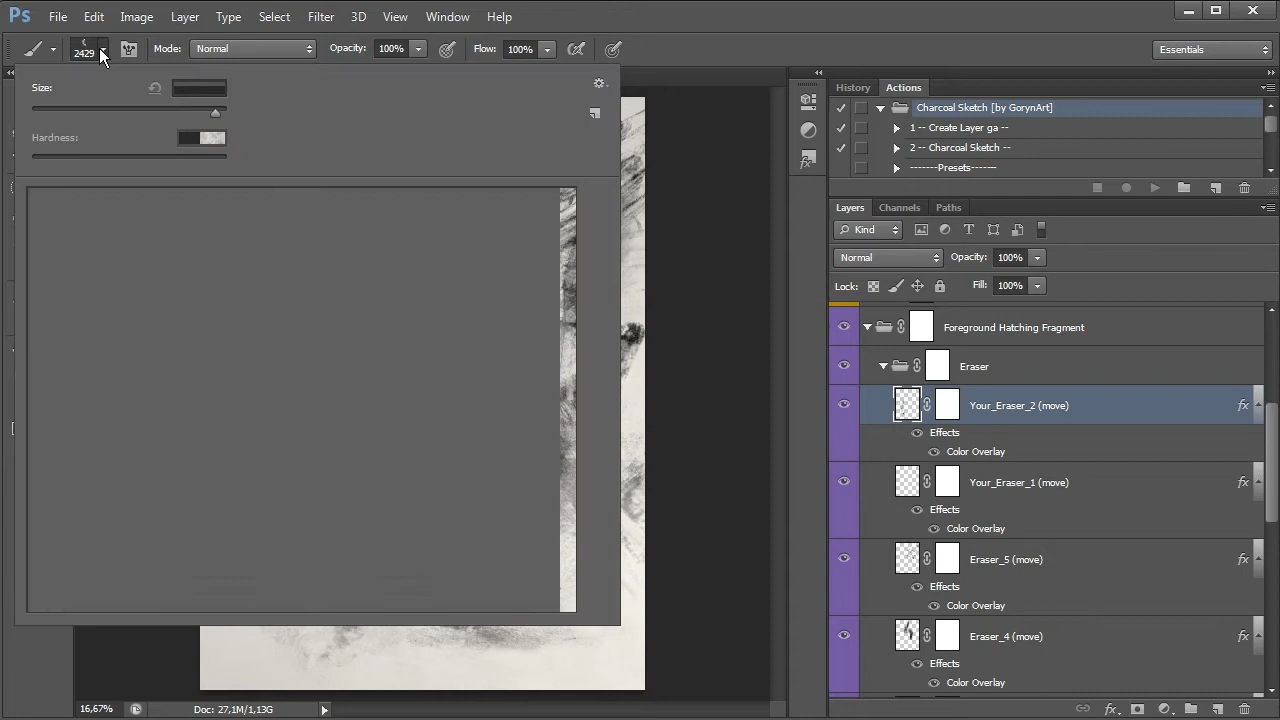 Ps File Edit Image Layer Type Select Filter 3D View Window Help
2429 Mode: Normal Opacity: 100% Flow: 100% Essentials
Size:
Hardness:
History Actions
Charcoal Sketch [by GorynArt]
1 -- Create Layer ga --
2 -- Charcoal Sketch --
-------Presets-------
Layers Channels Paths
Kind
Normal Opacity: 100%
Lock: Fill: 100%
Foreground Hatching Fragment
Eraser
Your_Eraser_2 (move) fx
Effects
Color Overlay
Your_Eraser_1 (move) fx
Effects
Color Overlay
Eraser_5 (move) fx
Effects
Color Overlay
Eraser_4 (move) fx
Effects
Color Overlay
16,67% Doc: 27,1M/1,13G